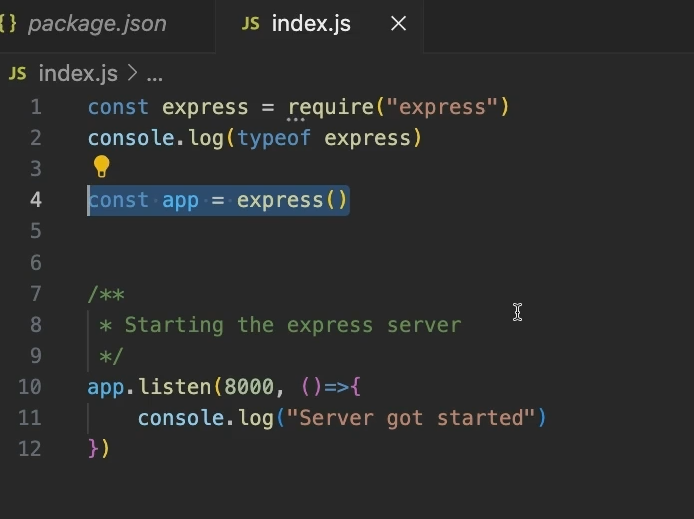 {} package.json
JS index.js ×
JS index.js > ...
1 const express = require("express")
2 console.log(typeof express)
3
4 const app = express()
5
6
7 /**
8 * Starting the express server
9 */
10 app.listen(8000, ()=>{
11 console.log("Server got started")
12 })